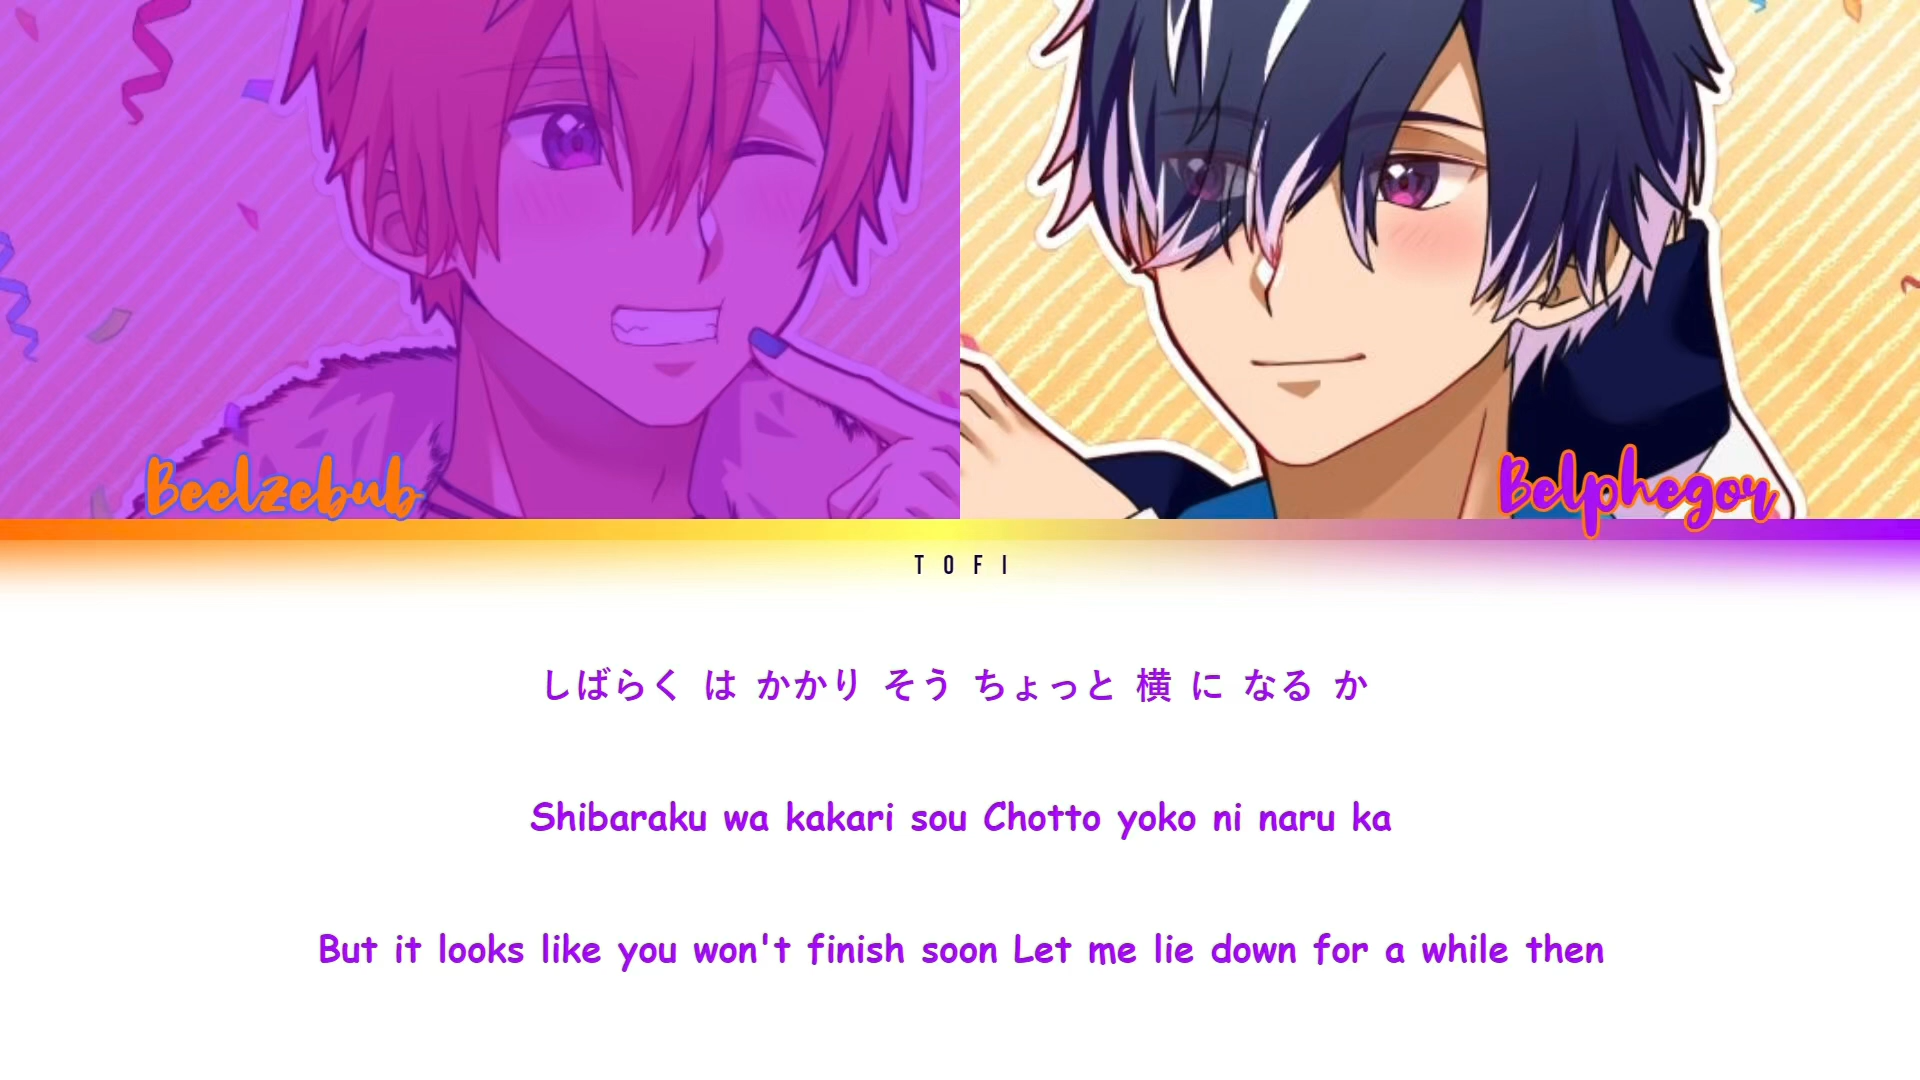 Beelzebub
Belphegor
TOFI
しばらく は かかり そう ちょっと 横 に なる か
Shibaraku wa kakari sou Chotto yoko ni naru ka
But it looks like you won't finish soon Let me lie down for a while then